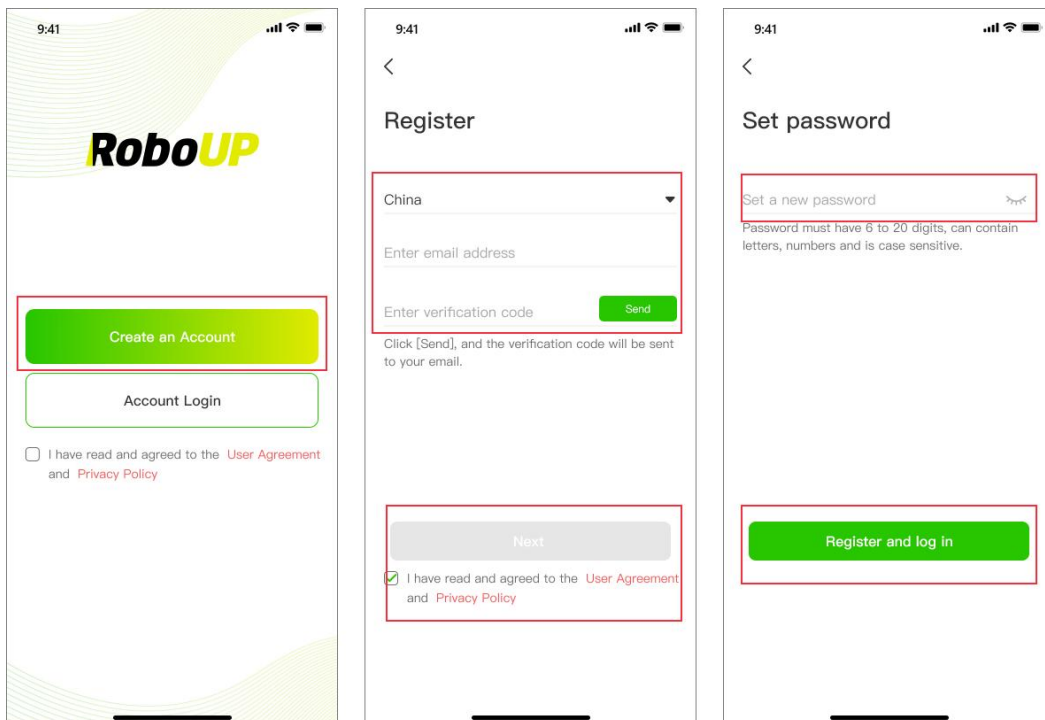 9:41
RoboUP
Create an Account
Account Login
I have read and agreed to the User Agreement
and Privacy Policy
9:41
Register
China
Enter email address
Enter verification code
Send
Click [Send], and the verification code will be sent
to your email.
Next
I have read and agreed to the User Agreement
and Privacy Policy
9:41
Set password
Set a new password
Password must have 6 to 20 digits, can contain
letters, numbers and is case sensitive.
Register and log in